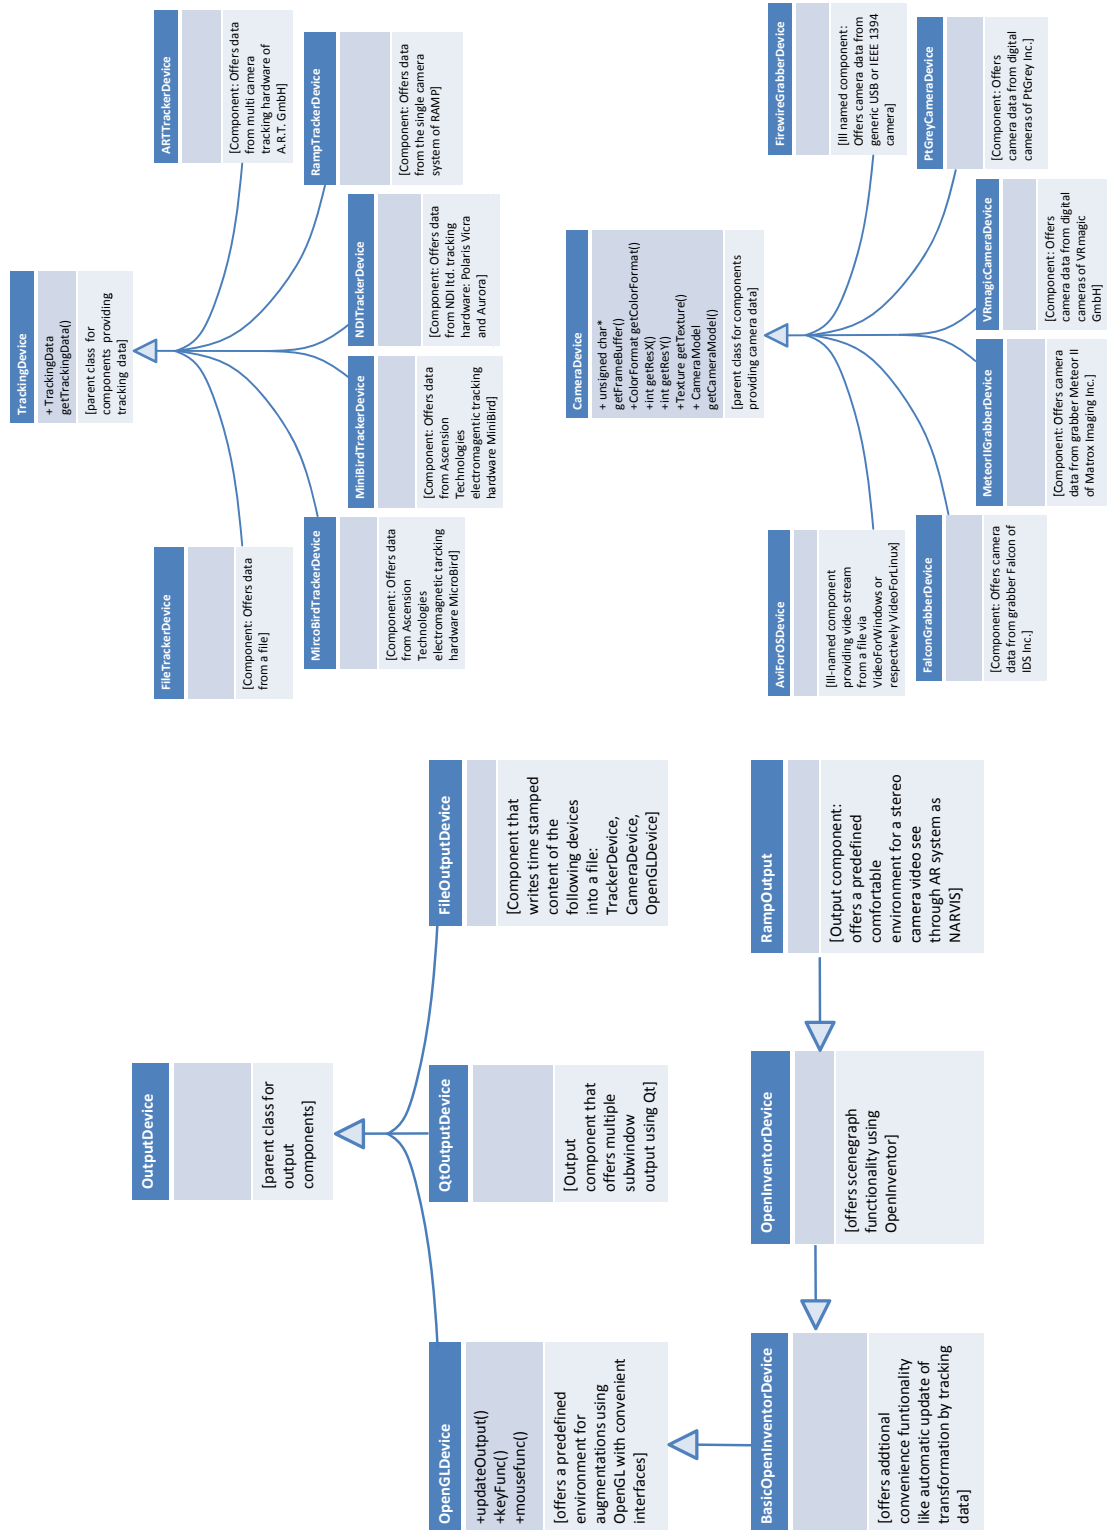 OutputDevice
[parent class for
output
components]
OpenGLDevice
+updateOutput()
+keyFunc()
+mousefunc()
[offers a predefined
environment for
augmentations using
OpenGL with convenient
interfaces]
QtOutputDevice
[Output
component that
offers multiple
subwindow
output using Qt]
FileOutputDevice
[Component that
writes time stamped
content of the
following devices
into a file:
TrackerDevice,
CameraDevice,
OpenGLDevice]
BasicOpenInventorDevice
[offers addtional
convenience funtionality
like automatic update of
transformation by tracking
data]
OpenInventorDevice
[offers scenegraph
functionality using
OpenInventor]
RampOutput
[Output component:
offers a predefined
comfortable
environment for a stereo
camera video see
through AR system as
NARVIS]
TrackingDevice
+ TrackingData
getTrackingData()
[parent class for
components providing
tracking data]
FileTrackerDevice
[Component: Offers data
from a file]
MircoBirdTrackerDevice
[Component: Offers data
from Ascension
Technologies
electromagnetic tarcking
hardware MicroBird]
MiniBirdTrackerDevice
[Component: Offers data
from Ascension
Technologies
electromagentic tracking
hardware MiniBird]
NDITrackerDevice
[Component: Offers data
from NDI ltd. tracking
hardware: Polaris Vicra
and Aurora]
RampTrackerDevice
[Component: Offers data
from the single camera
system of RAMP]
ARTTrackerDevice
[Component: Offers data
from multi camera
tracking hardware of
A.R.T. GmbH]
CameraDevice
+ unsigned char*
getFrameBuffer()
+ColorFormat getColorFormat()
+int getResX()
+int getResY()
+Texture getTexture()
+ CameraModel
getCameraModel()
[parent class for components
providing camera data]
AviForOSDevice
[Ill-named component
providing video stream
from a file via
VideoForWindows or
respectively VideoForLinux]
FalconGrabberDevice
[Component: Offers camera
data from grabber Falcon of
IDS Inc.]
MeteorIIGrabberDevice
[Component: Offers camera
data from grabber Meteor II
of Matrox Imaging Inc.]
VRmagicCameraDevice
[Component: Offers
camera data from digital
cameras of VRmagic
GmbH]
PtGreyCameraDevice
[Component: Offers
camera data from digital
cameras of PtGrey Inc.]
FirewireGrabberDevice
[Ill named component:
Offers camera data from
generic USB or IEEE 1394
camera]